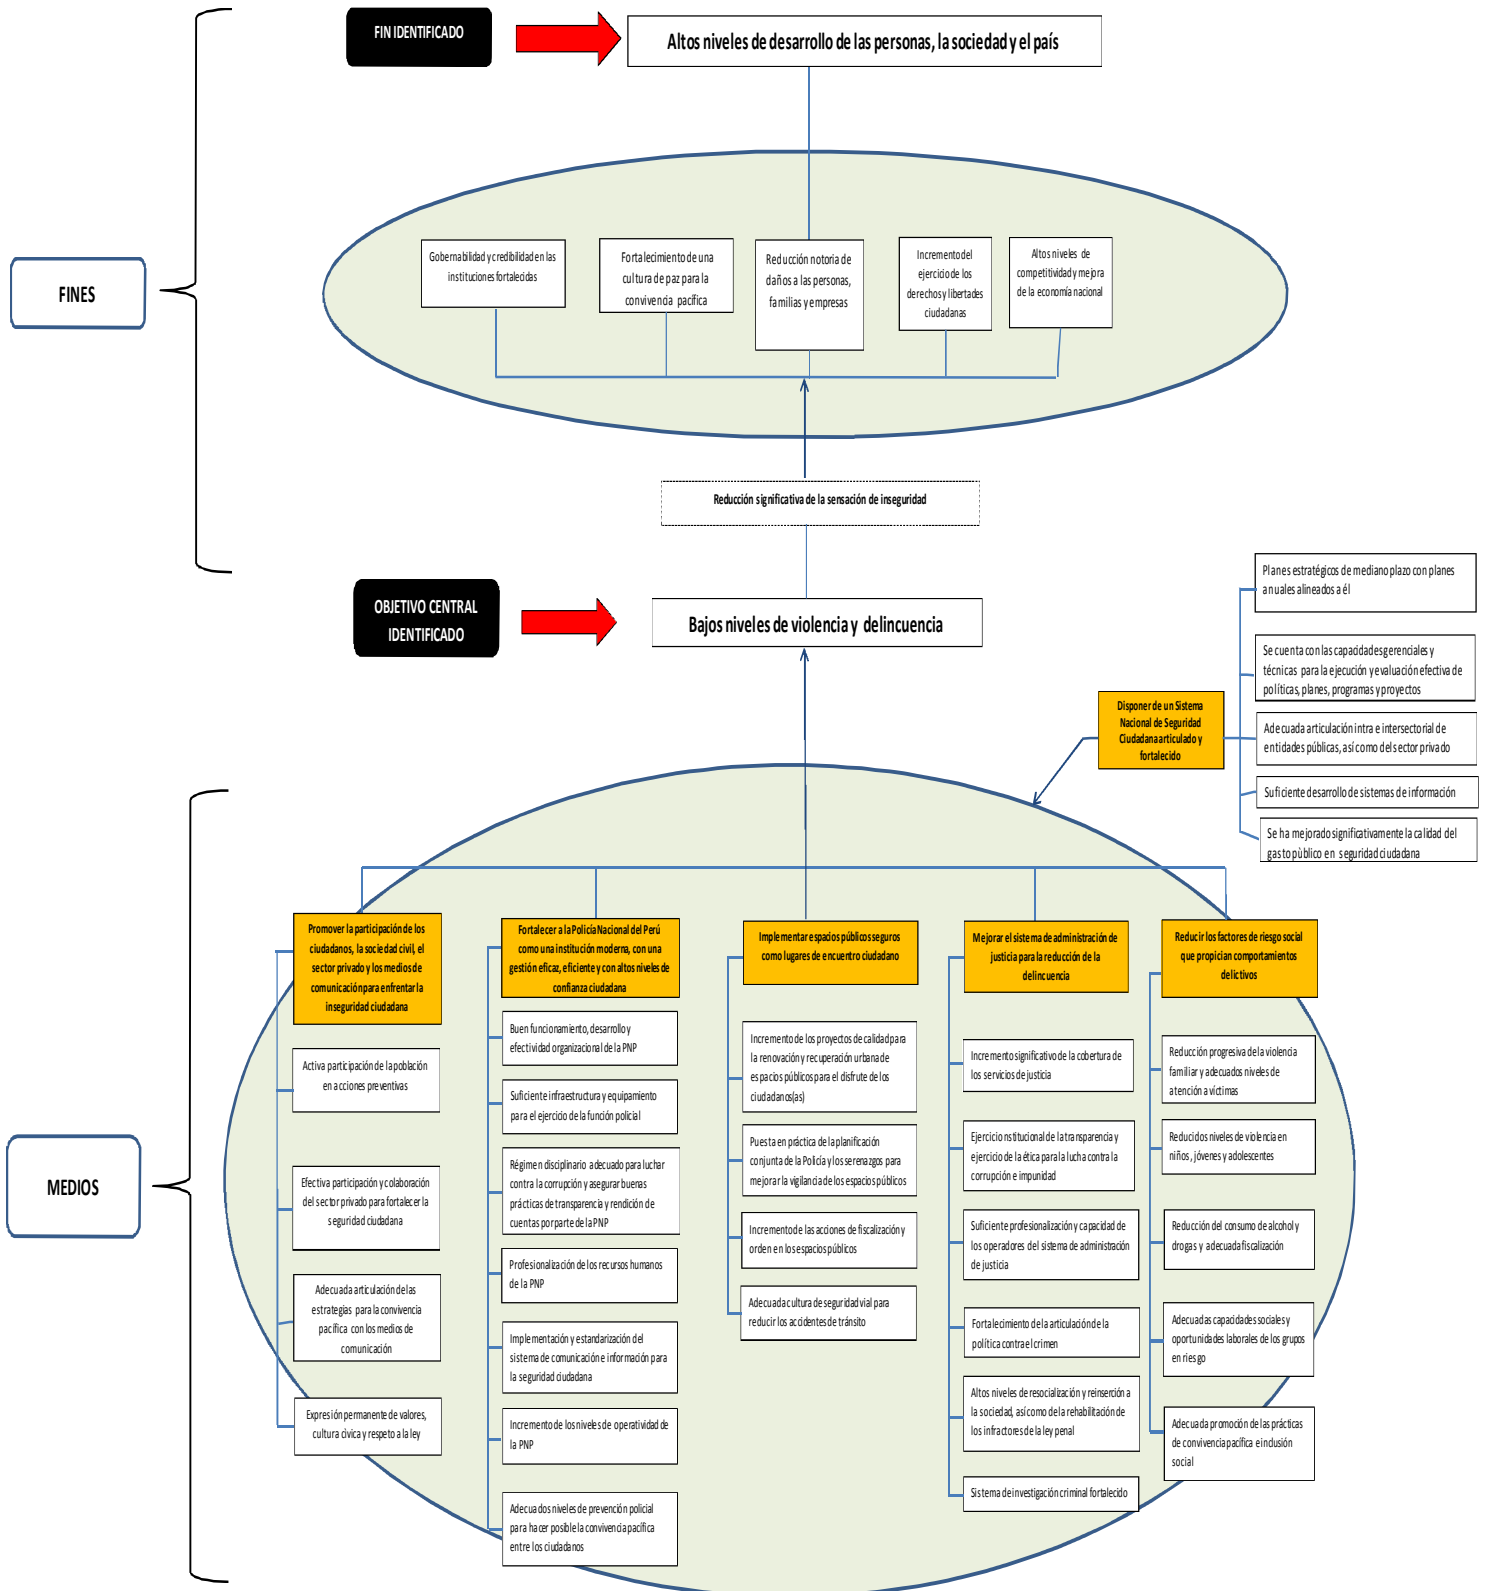 FIN IDENTIFICADO
Altos niveles de desarrollo de las personas, la sociedad y el país
FINES
Gobernabilidad y credibilidad en las
instituciones fortalecidas
Fortalecimiento de una
cultura de paz para la
convivencia pacífica
Reducción notoria de
daños a las personas,
familias y empresas
Incremento del
ejercicio de los
derechos y libertades
ciudadanas
Altos niveles de
competitividad y mejora
de la economía nacional
Reducción significativa de la sensación de inseguridad
OBJETIVO CENTRAL
IDENTIFICADO
Bajos niveles de violencia y delincuencia
Disponer de un Sistema
Nacional de Seguridad
Ciudadana articulado y
fortalecido
Planes estratégicos de mediano plazo con planes
anuales alineados a él
Se cuenta con las capacidades gerenciales y
técnicas para la ejecución y evaluación efectiva de
políticas, planes, programas y proyectos
Adecuada articulación intra e intersectorial de
entidades públicas, así como del sector privado
Suficiente desarrollo de sistemas de información
Se ha mejorado significativamente la calidad del
gasto pùblico en seguridad ciudadana
MEDIOS
Promover la participación de los
ciudadanos, la sociedad civil, el
sector privado y los medios de
comunicación para enfrentar la
inseguridad ciudadana
Activa participación de la población
en acciones preventivas
Efectiva participación y colaboración
del sector privado para fortalecer la
seguridad ciudadana
Adecuada articulación de las
estrategias para la convivencia
pacífica con los medios de
comunicación
Expresión permanente de valores,
cultura cívica y respeto a la ley
Fortalecer a la Policía Nacional del Perú
como una institución moderna, con una
gestión eficaz, eficiente y con altos niveles de
confianza ciudadana
Buen funcionamiento, desarrollo y
efectividad organizacional de la PNP
Suficiente infraestructura y equipamiento
para el ejercicio de la función policial
Régimen disciplinario adecuado para luchar
contra la corrupción y asegurar buenas
prácticas de transparencia y rendición de
cuentas por parte de la PNP
Profesionalización de los recursos humanos
de la PNP
Implementación y estandarización del
sistema de comunicación e información para
la seguridad ciudadana
Incremento de los niveles de operatividad de
la PNP
Adecuados niveles de prevención policial
para hacer posible la convivencia pacífica
entre los ciudadanos
Implementar espacios públicos seguros
como lugares de encuentro ciudadano
Incremento de los proyectos de calidad para
la renovación y recuperación urbana de
espacios públicos para el disfrute de los
ciudadanos(as)
Puesta en práctica de la planificación
conjunta de la Policía y los serenazgos para
mejorar la vigilancia de los espacios públicos
Incremento de las acciones de fiscalización y
orden en los espacios públicos
Adecuada cultura de seguridad vial para
reducir los accidentes de tránsito
Mejorar el sistema de administración de
justicia para la reducción de la
delincuencia
Incremento significativo de la cobertura de
los servicios de justicia
Ejercicio nstitucional de la transparencia y
ejercicio de la ética para la lucha contra la
corrupción e impunidad
Suficiente profesionalización y capacidad de
los operadores del sistema de administración
de justicia
Fortalecimiento de la articulación de la
política contra el crimen
Altos niveles de resocialización y reinserción a
la sociedad, así como de la rehabilitación de
los infractores de la ley penal
Sistema de investigación criminal fortalecido
Reducir los factores de riesgo social
que propician comportamientos
delictivos
Reducción progresiva de la violencia
familiar y adecuados niveles de
atención a víctimas
Reducidos niveles de violencia en
niños, jóvenes y adolescentes
Reducción del consumo de alcohol y
drogas y adecuada fiscalización
Adecuadas capacidades sociales y
oportunidades laborales de los grupos
en riesgo
Adecuada promoción de las prácticas
de convivencia pacífica e inclusión
social